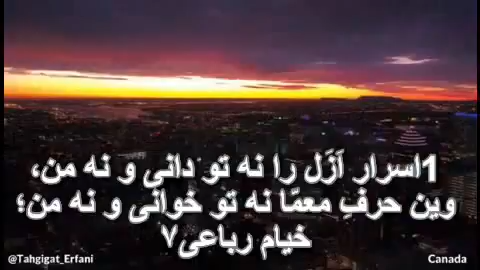 1اسرار اَزَل را نه تو دانی و نه من،
وین حرفِ معمّا نه تو خوانی و نه من؛
خیام رباعی۷
@Tahgigat_Erfani
Canada